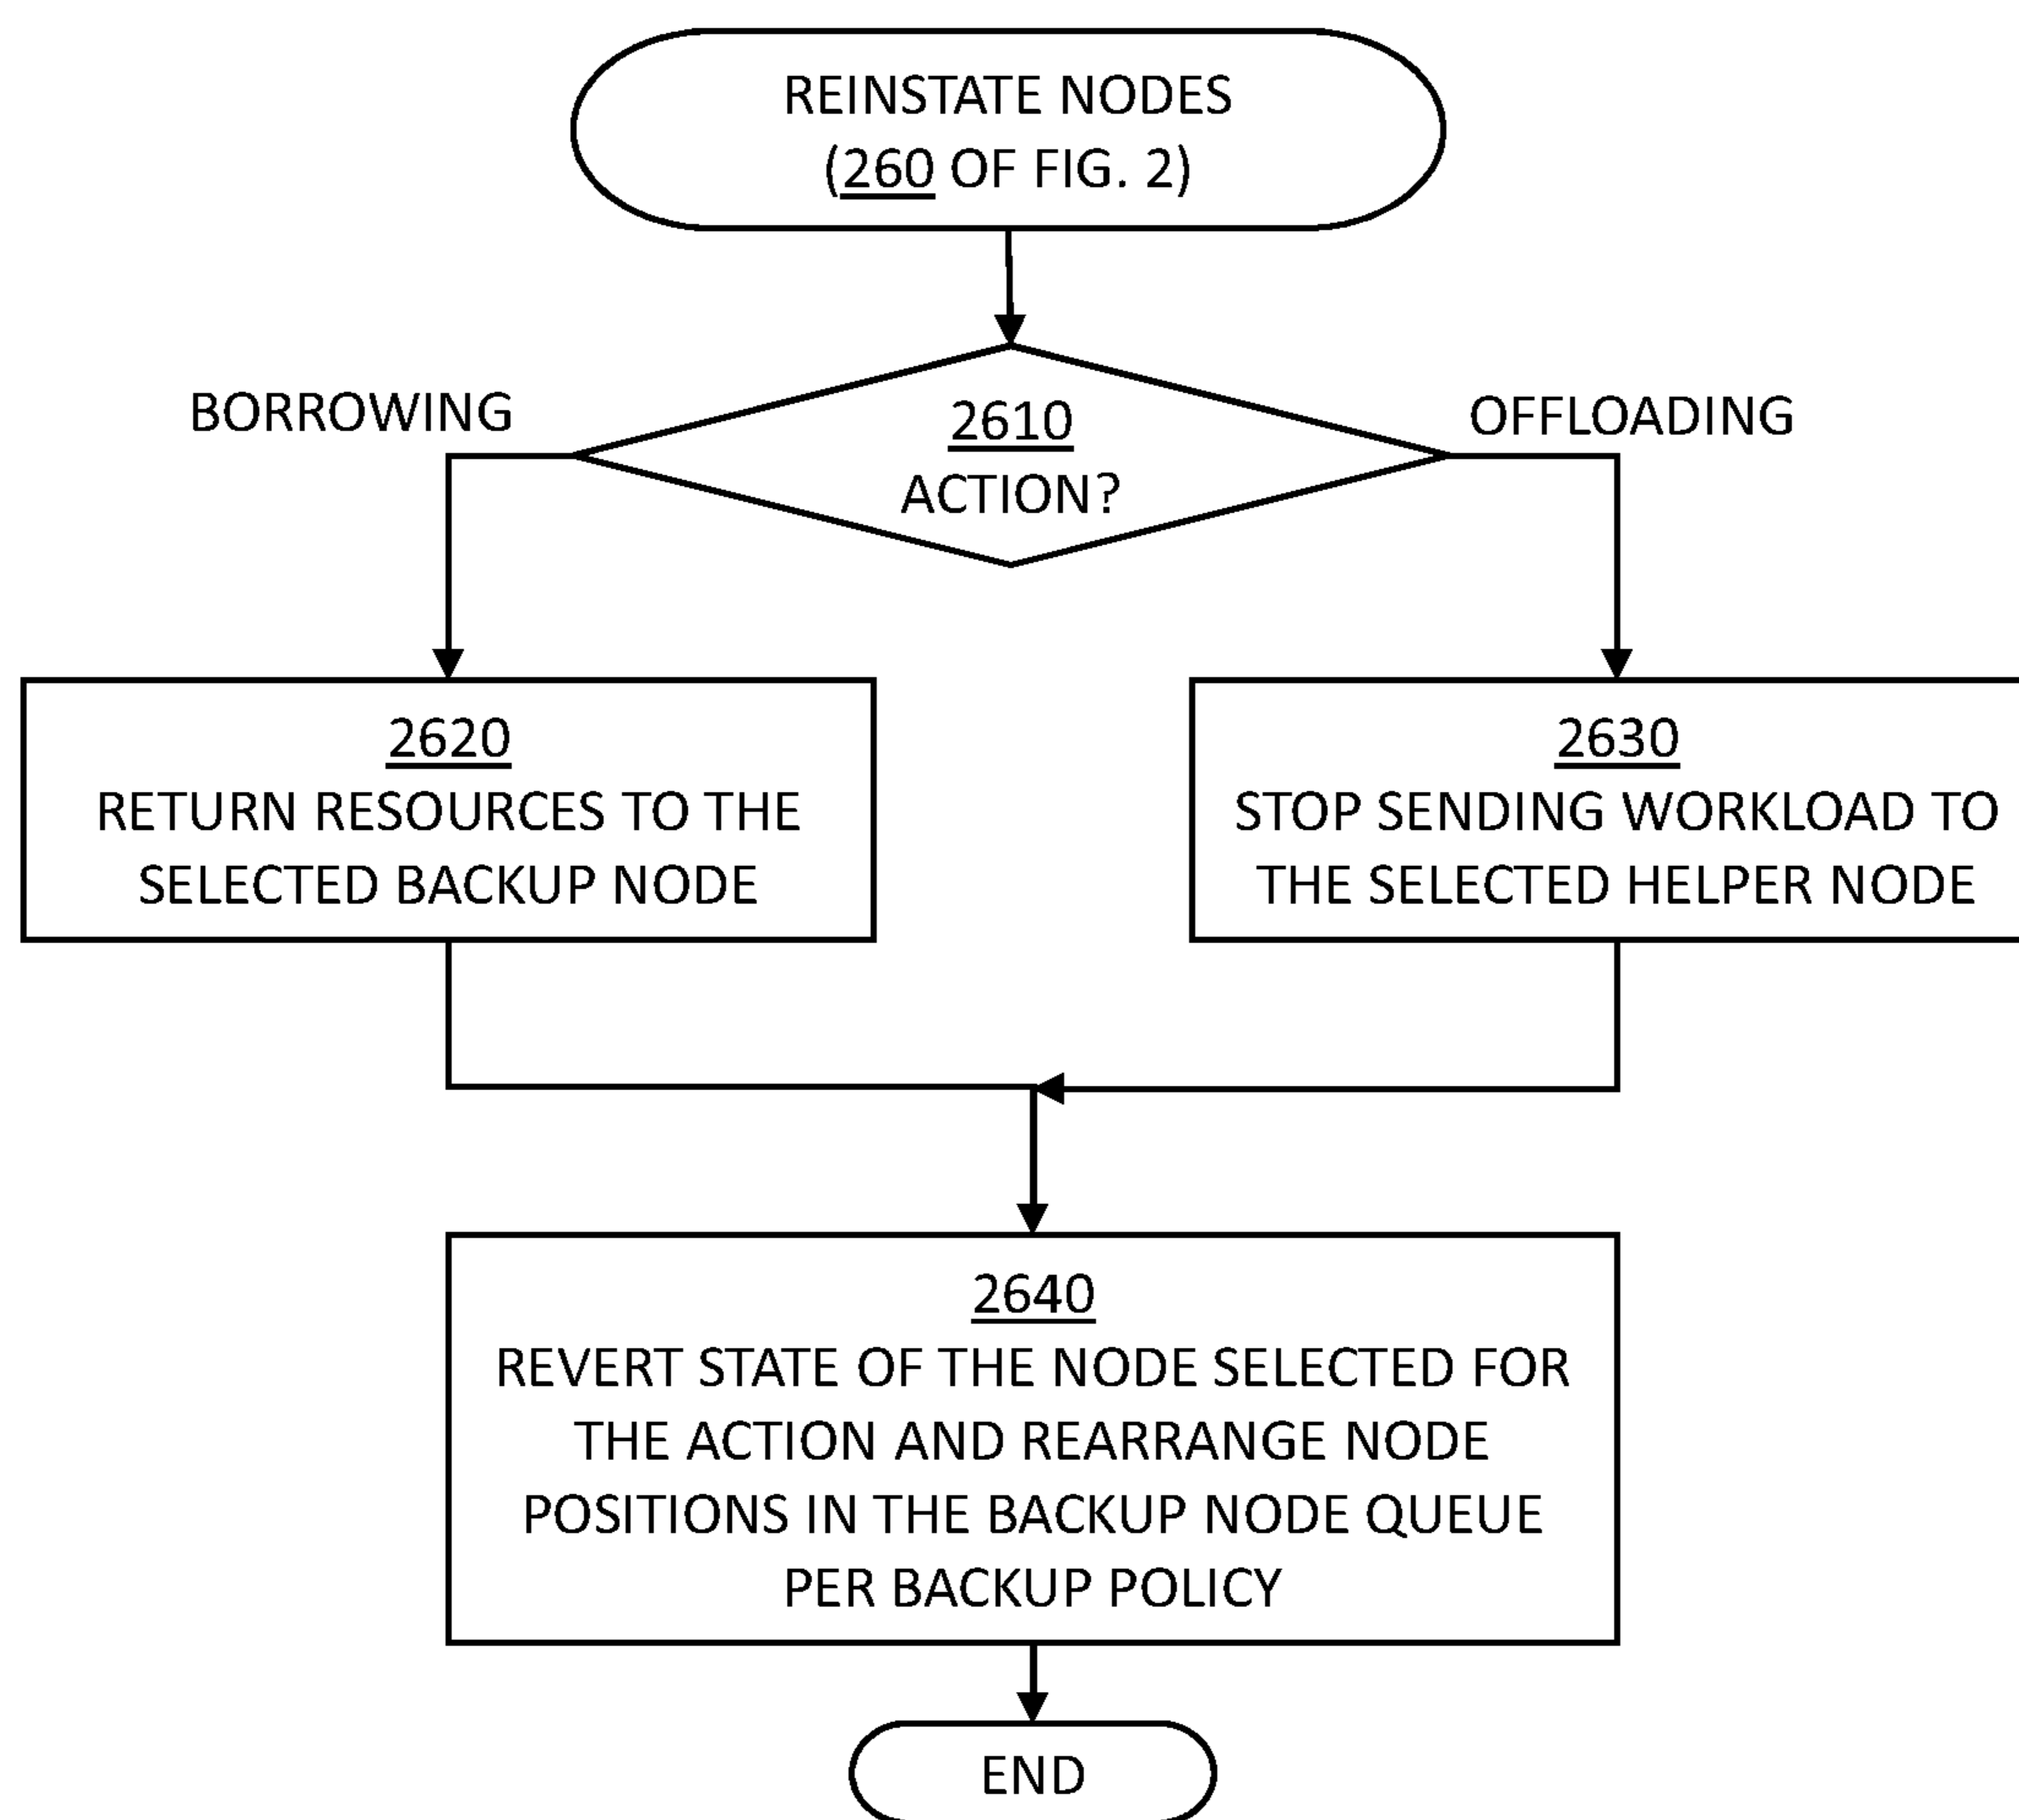 REINSTATE NODES
(260 OF FIG. 2)
BORROWING
2610
ACTION?
OFFLOADING
2620
RETURN RESOURCES TO THE
SELECTED BACKUP NODE
2630
STOP SENDING WORKLOAD TO
THE SELECTED HELPER NODE
2640
REVERT STATE OF THE NODE SELECTED FOR
THE ACTION AND REARRANGE NODE
POSITIONS IN THE BACKUP NODE QUEUE
PER BACKUP POLICY
END